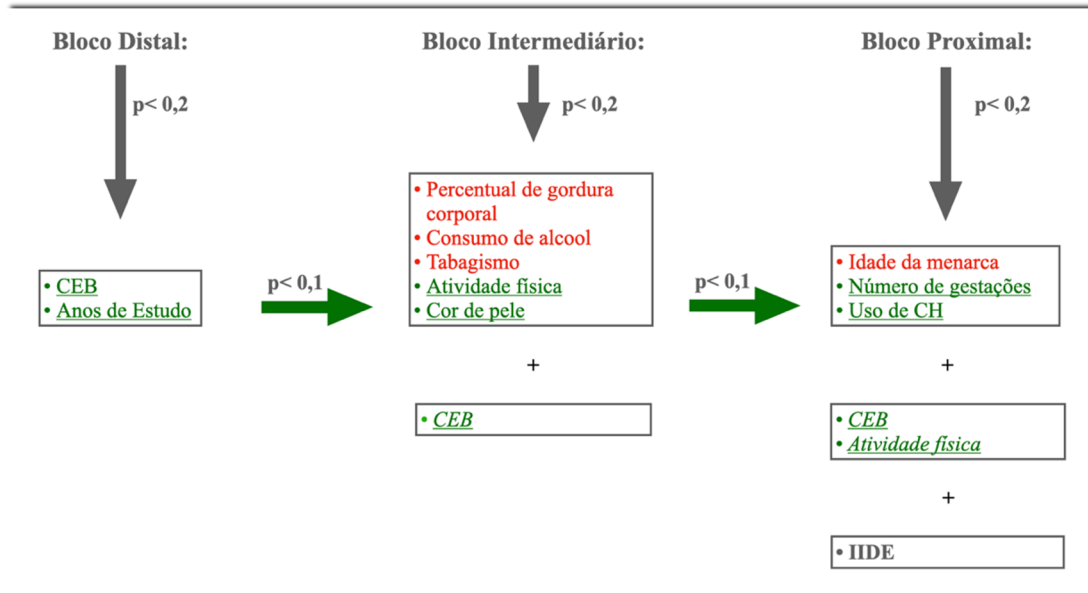 Bloco Distal:
p< 0,2
• CEB
• Anos de Estudo
p< 0,1
Bloco Intermediário:
p< 0,2
• Percentual de gordura
corporal
• Consumo de alcool
• Tabagismo
• Atividade física
• Cor de pele
+
• CEB
p< 0,1
Bloco Proximal:
p< 0,2
• Idade da menarca
• Número de gestações
• Uso de CH
+
• CEB
• Atividade física
+
• IIDE